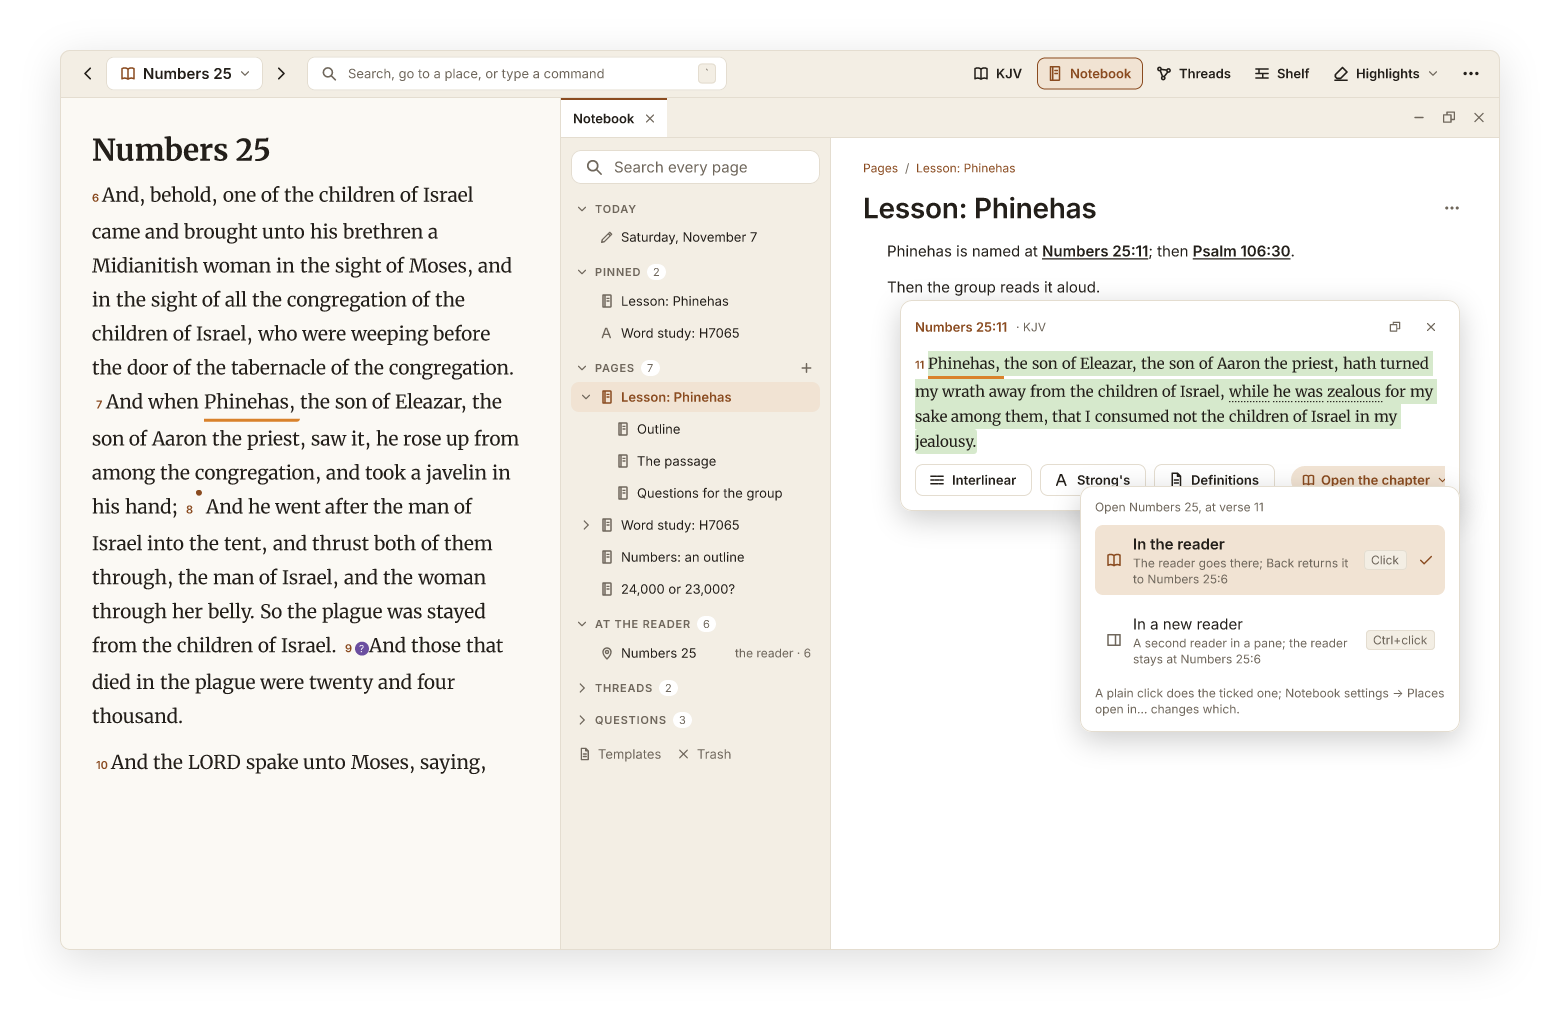 Numbers 25
Search, go to a place, or type a command
`
KJV
Notebook
Threads
Shelf
Highlights
Numbers 25
6 And, behold, one of the children of Israel
came and brought unto his brethren a
Midianitish woman in the sight of Moses, and
in the sight of all the congregation of the
children of Israel, who were weeping before
the door of the tabernacle of the congregation.
7 And when Phinehas, the son of Eleazar, the
son of Aaron the priest, saw it, he rose up from
among the congregation, and took a javelin in
his hand; 8 And he went after the man of
Israel into the tent, and thrust both of them
through, the man of Israel, and the woman
through her belly. So the plague was stayed
from the children of Israel. 9 ? And those that
died in the plague were twenty and four
thousand.
10 And the LORD spake unto Moses, saying,
Notebook
Search every page
TODAY
Saturday, November 7
PINNED 2
Lesson: Phinehas
Word study: H7065
PAGES 7
Lesson: Phinehas
Outline
The passage
Questions for the group
Word study: H7065
Numbers: an outline
24,000 or 23,000?
AT THE READER 6
Numbers 25 the reader · 6
THREADS 2
QUESTIONS 3
Templates Trash
Pages / Lesson: Phinehas
Lesson: Phinehas
Phinehas is named at Numbers 25:11; then Psalm 106:30.
Then the group reads it aloud.
Numbers 25:11 · KJV
11 Phinehas, the son of Eleazar, the son of Aaron the priest, hath turned
my wrath away from the children of Israel, while he was zealous for my
sake among them, that I consumed not the children of Israel in my
jealousy.
Interlinear
Strong's
Definitions
Open the chapter
Open Numbers 25, at verse 11
In the reader
The reader goes there; Back returns it
to Numbers 25:6
Click
In a new reader
A second reader in a pane; the reader
stays at Numbers 25:6
Ctrl+click
A plain click does the ticked one; Notebook settings → Places
open in... changes which.